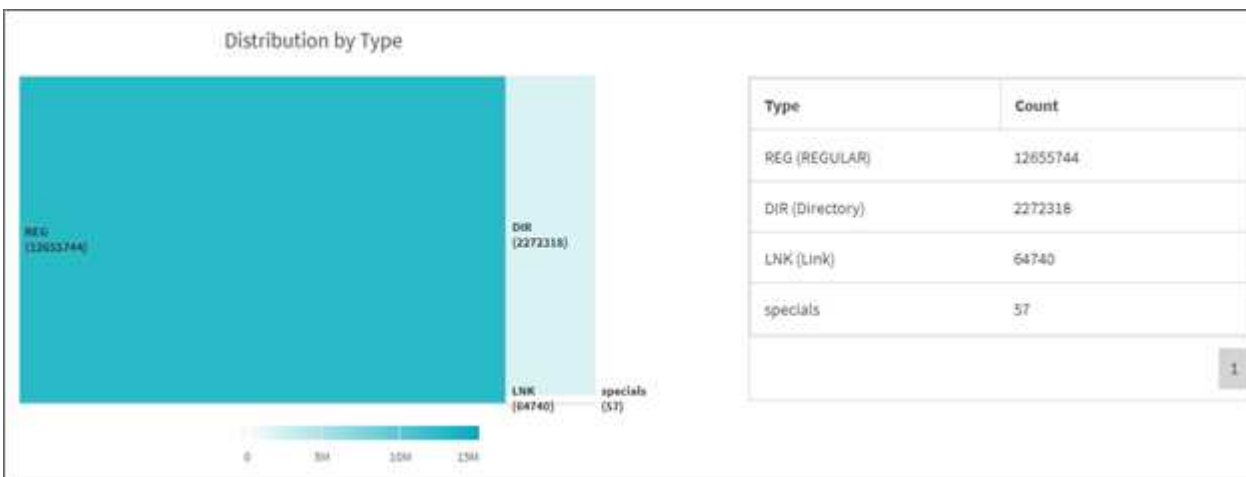 Distribution by Type
REG
(12655744)
DIR
(2272318)
LNK
(64740)
specials
(57)
0 5M 10M 15M
Type Count
REG (REGULAR) 12655744
DIR (Directory) 2272318
LNK (Link) 64740
specials 57
1